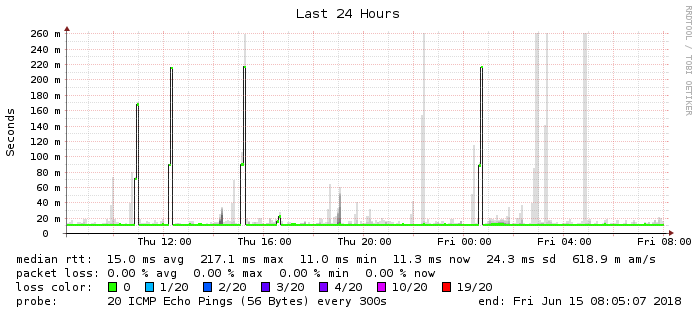 Last 24 Hours
RRDTOOL / TOBI OETIKER
Seconds
260 m
240 m
220 m
200 m
180 m
160 m
140 m
120 m
100 m
80 m
60 m
40 m
20 m
0
Thu 12:00 Thu 16:00 Thu 20:00 Fri 00:00 Fri 04:00 Fri 08:00
median rtt: 15.0 ms avg 217.1 ms max 11.0 ms min 11.3 ms now 24.3 ms sd 618.9 m am/s
packet loss: 0.00 % avg 0.00 % max 0.00 % min 0.00 % now
loss color: 0 1/20 2/20 3/20 4/20 10/20 19/20
probe: 20 ICMP Echo Pings (56 Bytes) every 300s end: Fri Jun 15 08:05:07 2018